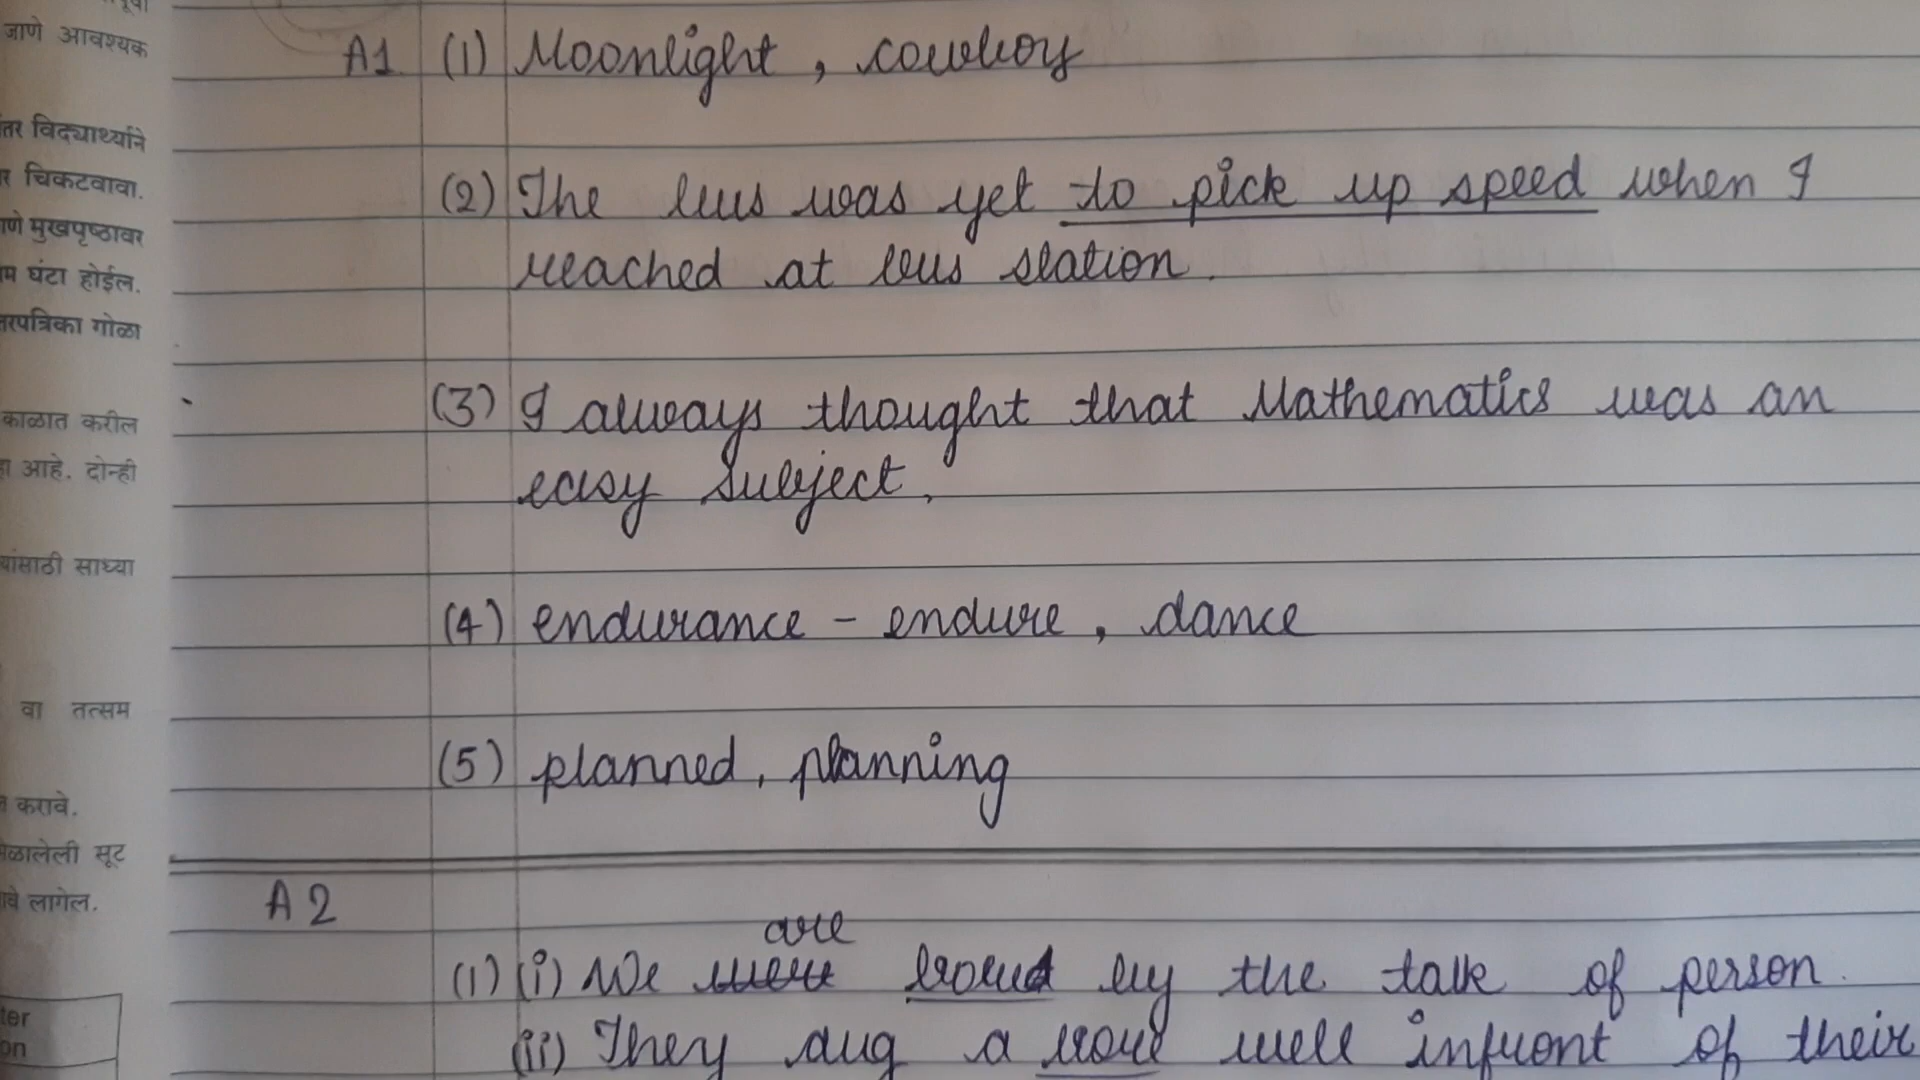 जाणे आवश्यक
तर विद्यार्थ्याने
र चिकटवावा.
णे मुखपृष्ठावर
म घंटा होईल.
तरपत्रिका गोळा
काळात करील
हा आहे. दोन्ही
यांसाठी साध्या
वा तत्सम
त करावे.
मिळालेली सूट
वे लागेल.
ter
on
A1 (1) Moonlight, cowboy
(2) The bus was yet to pick up speed when I
reached at bus station.
(3) I always thought that Mathematics was an
easy subject.
(4) endurance - endure, dance
(5) planned, planning
A2
are
(1) (i) We were by the talk of person.
(ii) They dug a well infront of their